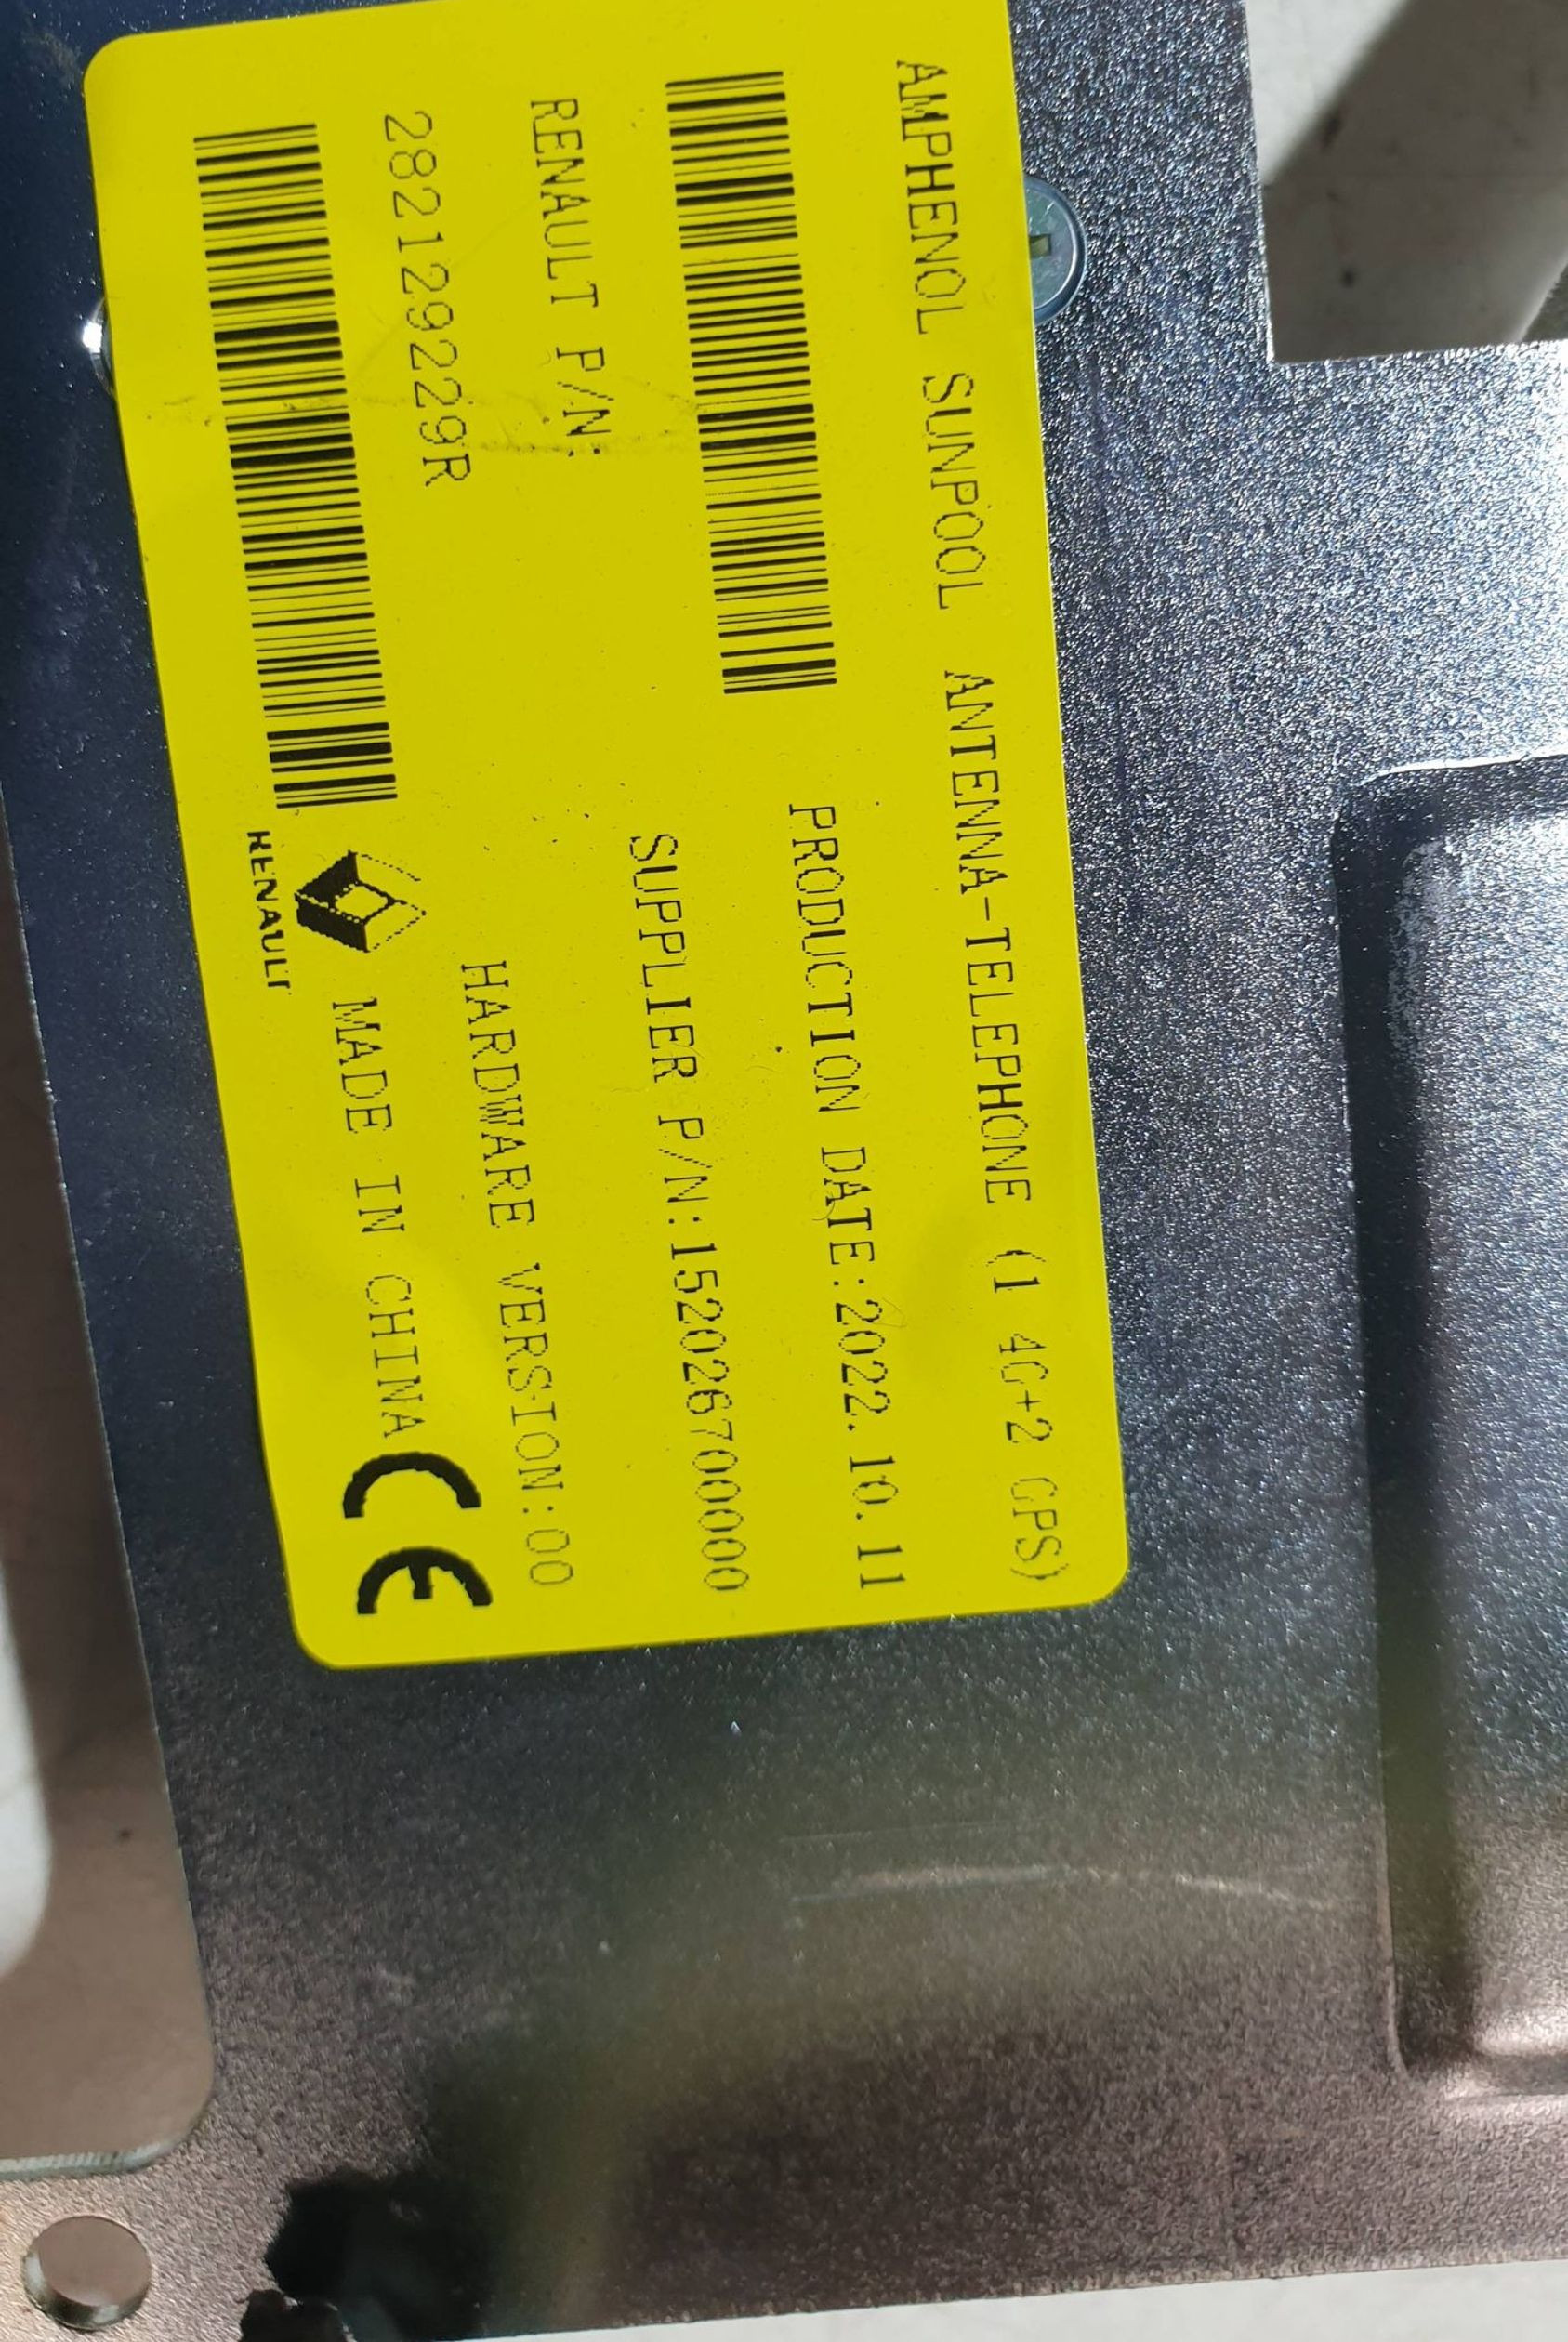 AMPHENOL SUNPOOL ANTENNA-TELEPHONE (1 4G+2 GPS)
PRODUCTION DATE:2022.10.11
SUPPLIER P/N:152026700000
RENAULT P/N:
HARDWARE VERSION:00
282129229R
MADE IN CHINA CE
RENAULT